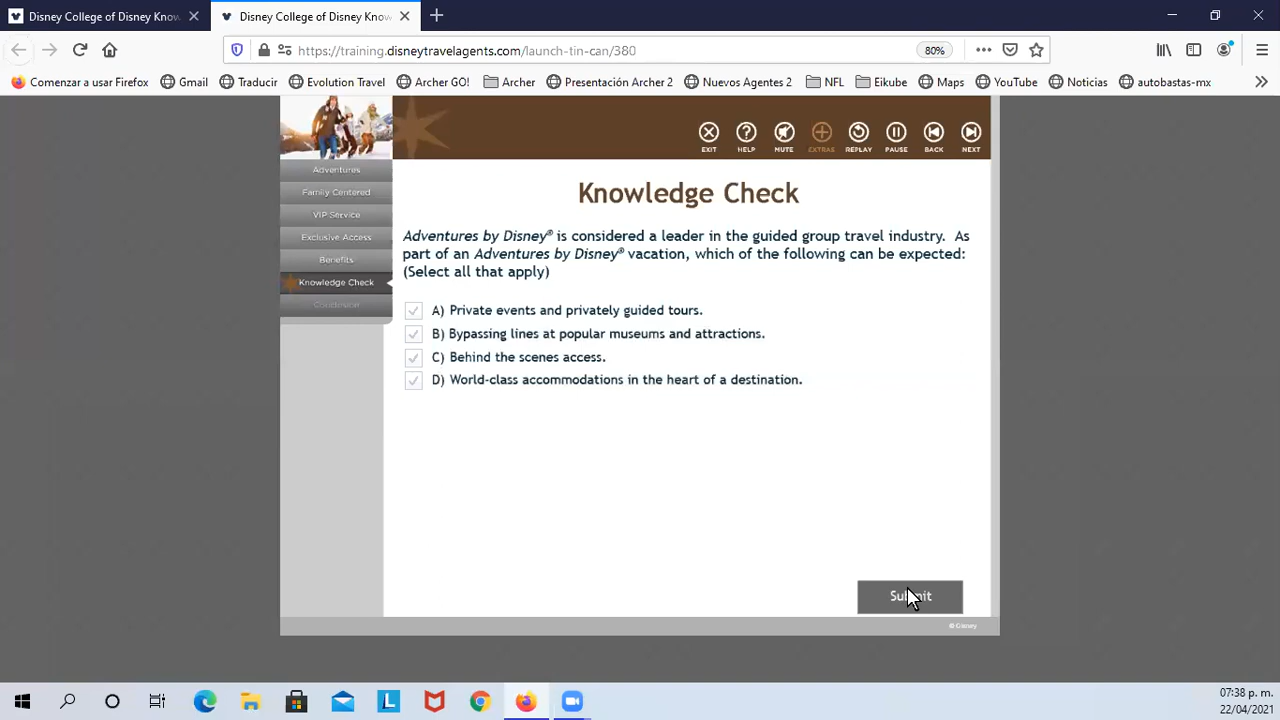 Disney College of Disney Know
Disney College of Disney Know
https://training.disneytravelagents.com/launch-tin-can/380
80%
Comenzar a usar Firefox
Gmail
Traducir
Evolution Travel
Archer GO!
Archer
Presentación Archer 2
Nuevos Agentes 2
NFL
Eikube
Maps
YouTube
Noticias
autobastas-mx
EXIT
HELP
MUTE
EXTRAS
REPLAY
PAUSE
BACK
NEXT
Adventures
Family Centered
VIP Service
Exclusive Access
Benefits
Knowledge Check
Knowledge Check
Adventures by Disney® is considered a leader in the guided group travel industry. As
part of an Adventures by Disney® vacation, which of the following can be expected:
(Select all that apply)
A) Private events and privately guided tours.
B) Bypassing lines at popular museums and attractions.
C) Behind the scenes access.
D) World-class accommodations in the heart of a destination.
Submit
© Disney
L
07:38 p. m.
22/04/2021